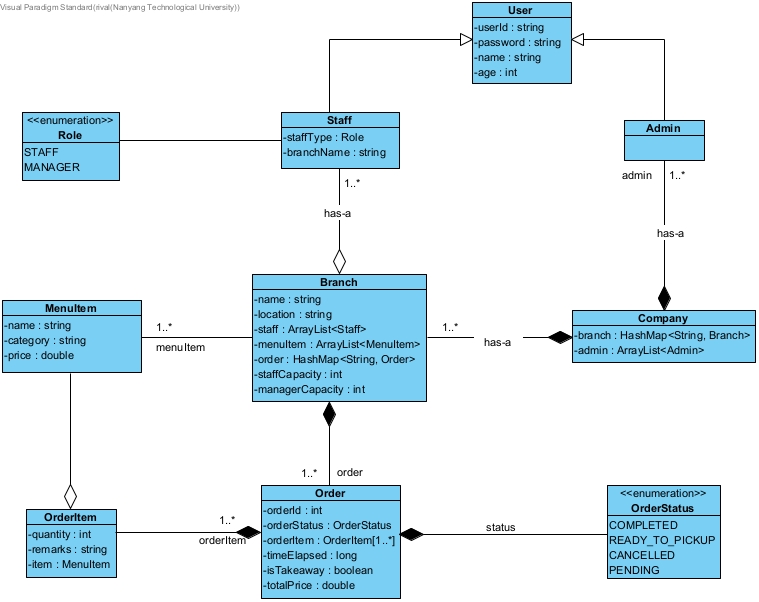 Visual Paradigm Standard(rival(Nanyang Technological University))
User
-userId : string
-password : string
-name : string
-age : int
<<enumeration>>
Role
STAFF
MANAGER
Staff
-staffType : Role
-branchName : string
Admin
1..*
admin
1..*
has-a
has-a
Branch
-name : string
-location : string
-staff : ArrayList<Staff>
-menuItem : ArrayList<MenuItem>
-order : HashMap<String, Order>
-staffCapacity : int
-managerCapacity : int
MenuItem
-name : string
-category : string
-price : double
1..*
menuItem
1..*
has-a
Company
-branch : HashMap<String, Branch>
-admin : ArrayList<Admin>
1..*
order
OrderItem
-quantity : int
-remarks : string
-item : MenuItem
1..*
orderItem
Order
-orderId : int
-orderStatus : OrderStatus
-orderItem : OrderItem[1..*]
-timeElapsed : long
-isTakeaway : boolean
-totalPrice : double
status
<<enumeration>>
OrderStatus
COMPLETED
READY_TO_PICKUP
CANCELLED
PENDING